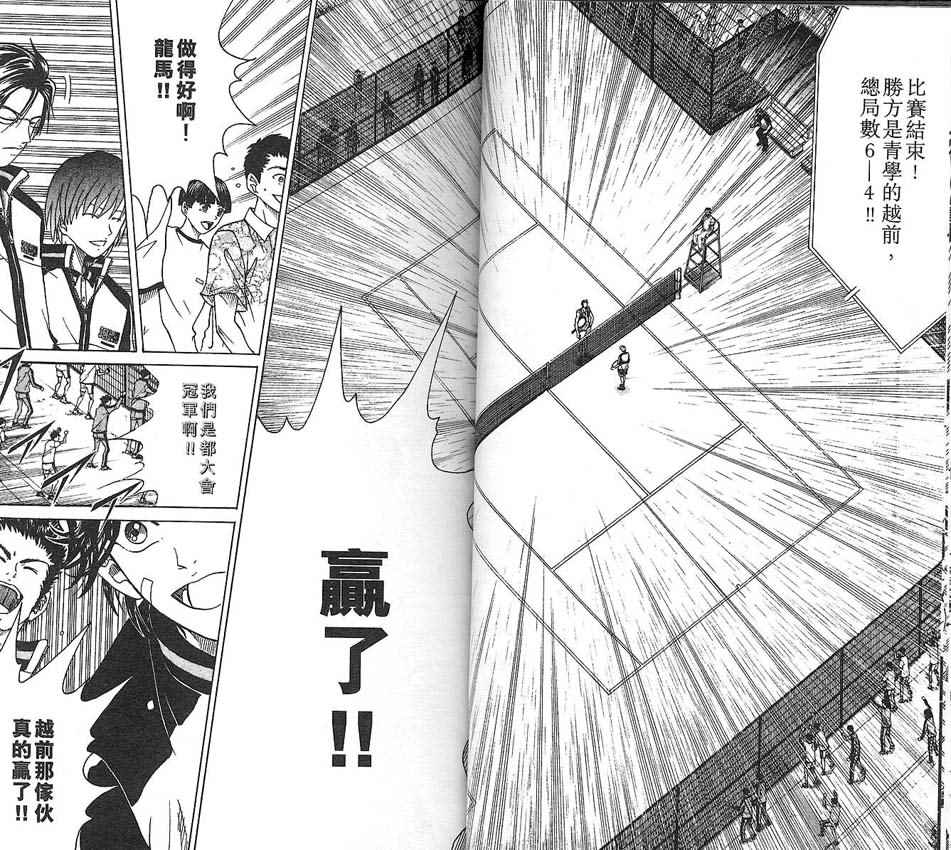 比賽結束！
勝方是青學的越前，
總局數6—4!!
贏了!!
做得好啊！
龍馬!!
我們是都大會
冠軍啊!!
越前那傢伙
真的贏了!!